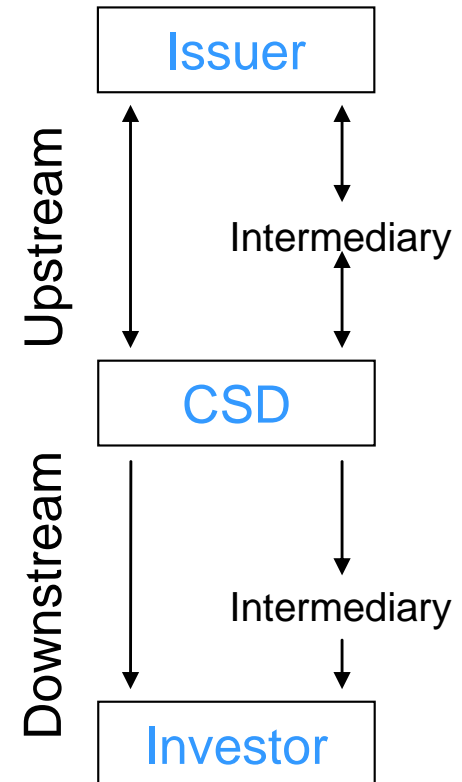 Issuer
Upstream
Intermediary
CSD
Downstream
Intermediary
Investor